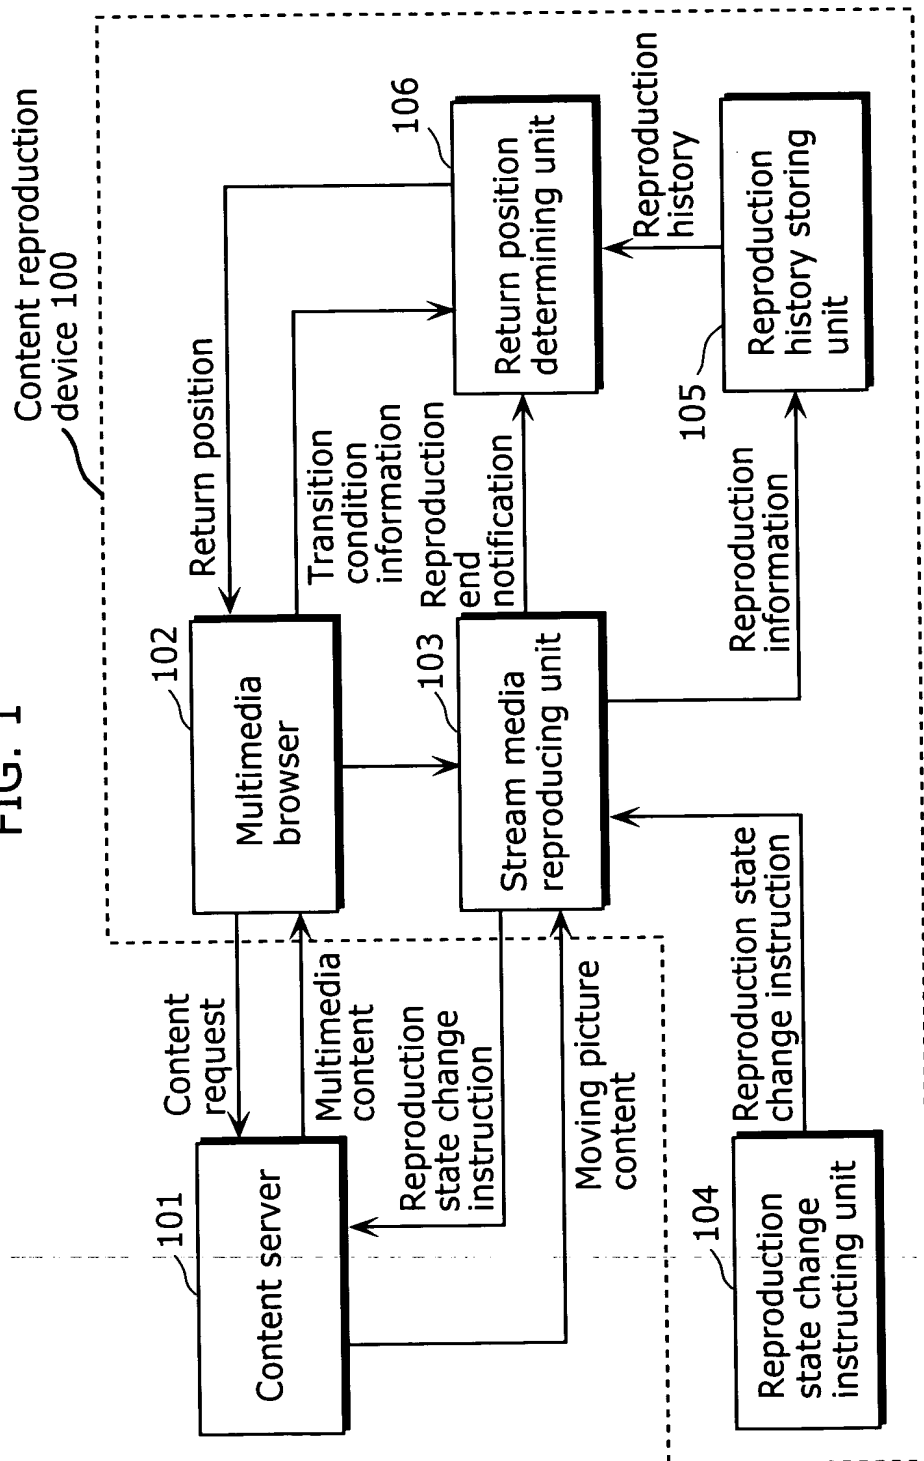 FIG. 1
Content reproduction
device 100
101
Content server
Content
request
Multimedia
content
102
Multimedia
browser
Return position
Transition
condition
information
Reproduction
state change
instruction
Moving picture
content
103
Stream media
reproducing unit
Reproduction
end
notification
106
Return position
determining unit
Reproduction
history
104
Reproduction
state change
instructing unit
Reproduction state
change instruction
Reproduction
information
105
Reproduction
history storing
unit